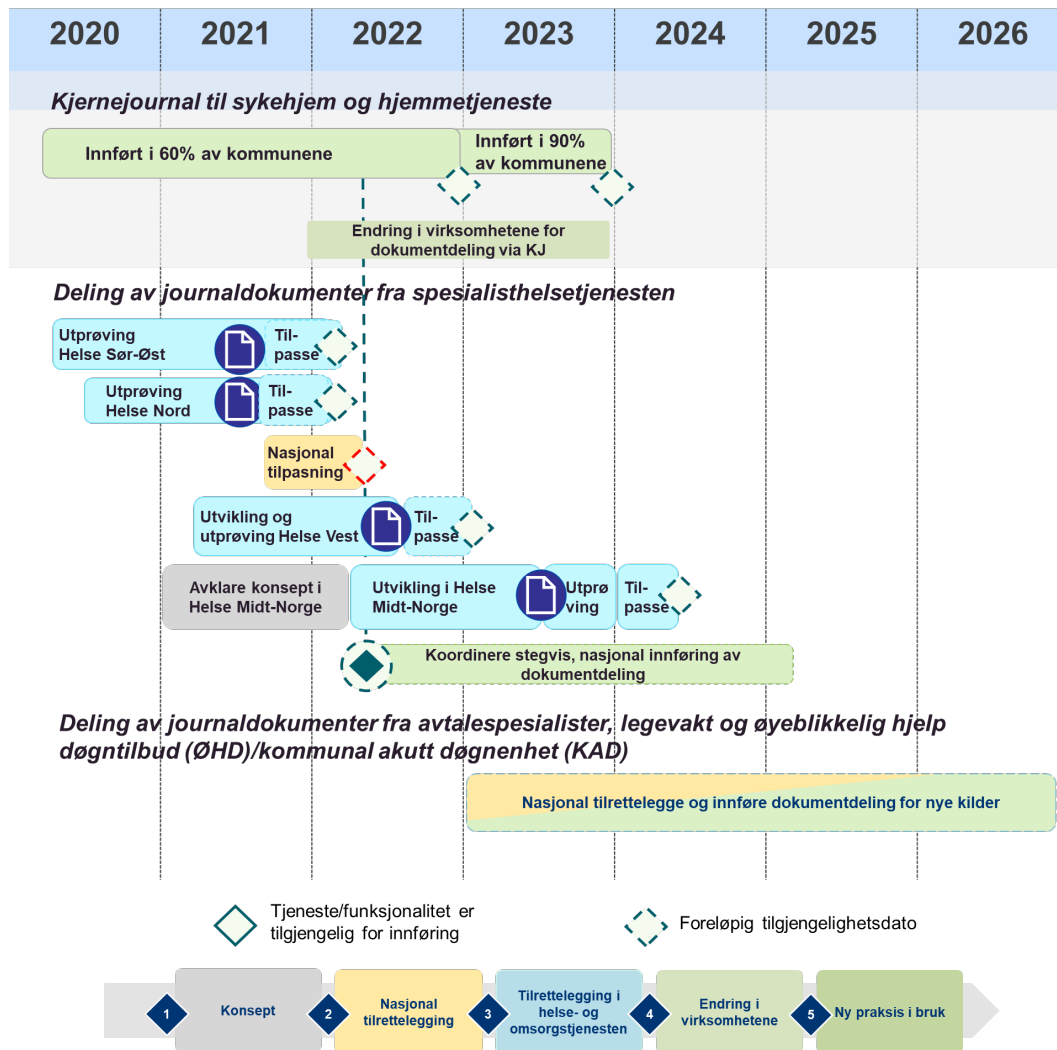 2020 2021 2022 2023 2024 2025 2026
Kjernejournal til sykehjem og hjemmetjeneste
Innført i 60% av kommunene
Innført i 90%
av kommunene
Endring i virksomhetene for
dokumentdeling via KJ
Deling av journaldokumenter fra spesialisthelsetjenesten
Utprøving
Helse Sør-Øst
Til-
passe
Utprøving
Helse Nord
Til-
passe
Nasjonal
tilpasning
Utvikling og
utprøving Helse Vest
Til-
passe
Avklare konsept i
Helse Midt-Norge
Utvikling i Helse
Midt-Norge
Utprø
ving
Til-
passe
Koordinere stegvis, nasjonal innføring av
dokumentdeling
Deling av journaldokumenter fra avtalespesialister, legevakt og øyeblikkelig hjelp
døgntilbud (ØHD)/kommunal akutt døgnenhet (KAD)
Nasjonal tilrettelegge og innføre dokumentdeling for nye kilder
Tjeneste/funksjonalitet er
tilgjengelig for innføring
Foreløpig tilgjengelighetsdato
1
Konsept
2
Nasjonal
tilrettelegging
3
Tilrettelegging i
helse- og
omsorgstjenesten
4
Endring i
virksomhetene
5
Ny praksis i bruk